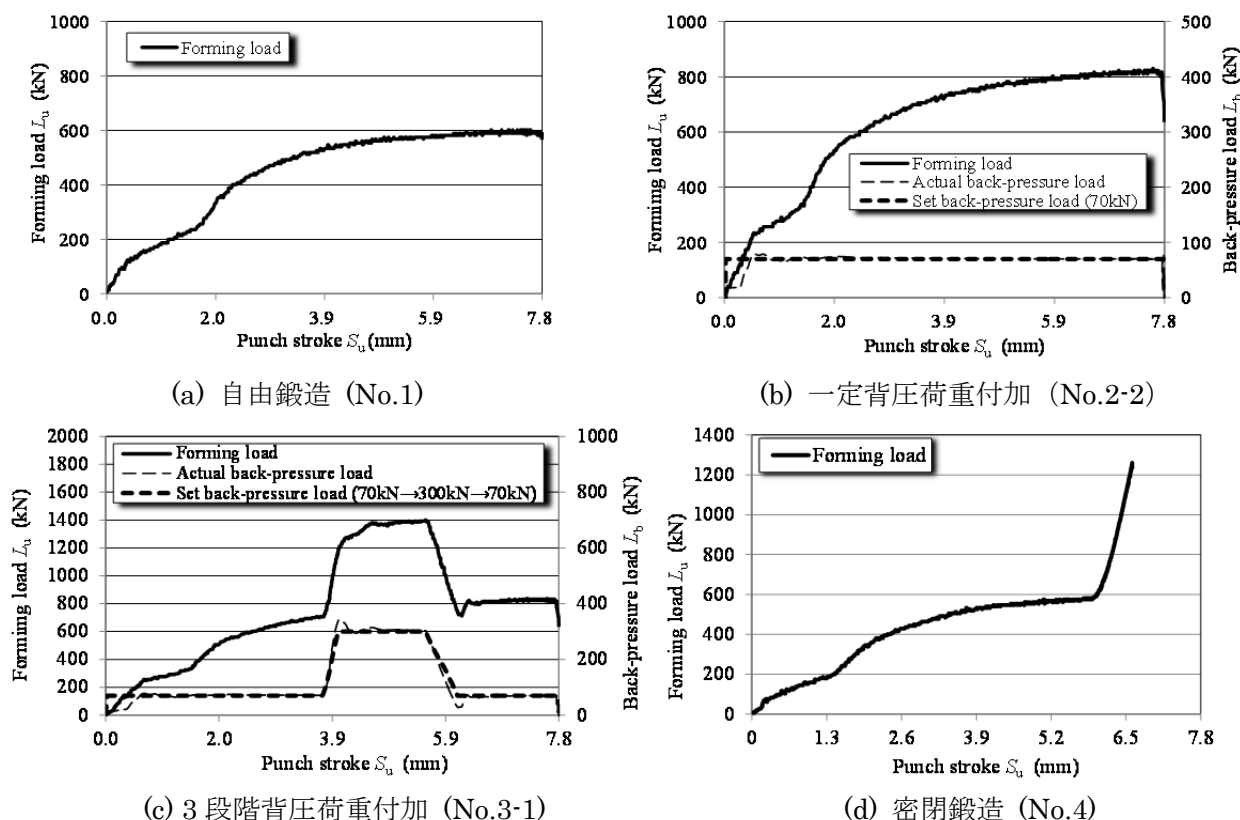 1000
800
600
400
200
0
Forming load Lu (kN)
Forming load
0.0 2.0 3.9 5.9 7.8
Punch stroke Su (mm)
(a) 自由鍛造 (No.1)
1000
800
600
400
200
0
Forming load Lu (kN)
500
400
300
200
100
0
Back-pressure load Lb (kN)
Forming load
Actual back-pressure load
Set back-pressure load (70kN)
0.0 2.0 3.9 5.9 7.8
Punch stroke Su (mm)
(b) 一定背圧荷重付加 (No.2-2)
2000
1800
1600
1400
1200
1000
800
600
400
200
0
Forming load Lu (kN)
1000
800
600
400
200
0
Back-pressure load Lb (kN)
Forming load
Actual back-pressure load
Set back-pressure load (70kN→300kN→70kN)
0.0 2.0 3.9 5.9 7.8
Punch stroke Su (mm)
(c) 3 段階背圧荷重付加 (No.3-1)
1400
1200
1000
800
600
400
200
0
Forming load Lu (kN)
Forming load
0 1.3 2.6 3.9 5.2 6.5 7.8
Punch stroke Su (mm)
(d) 密閉鍛造 (No.4)